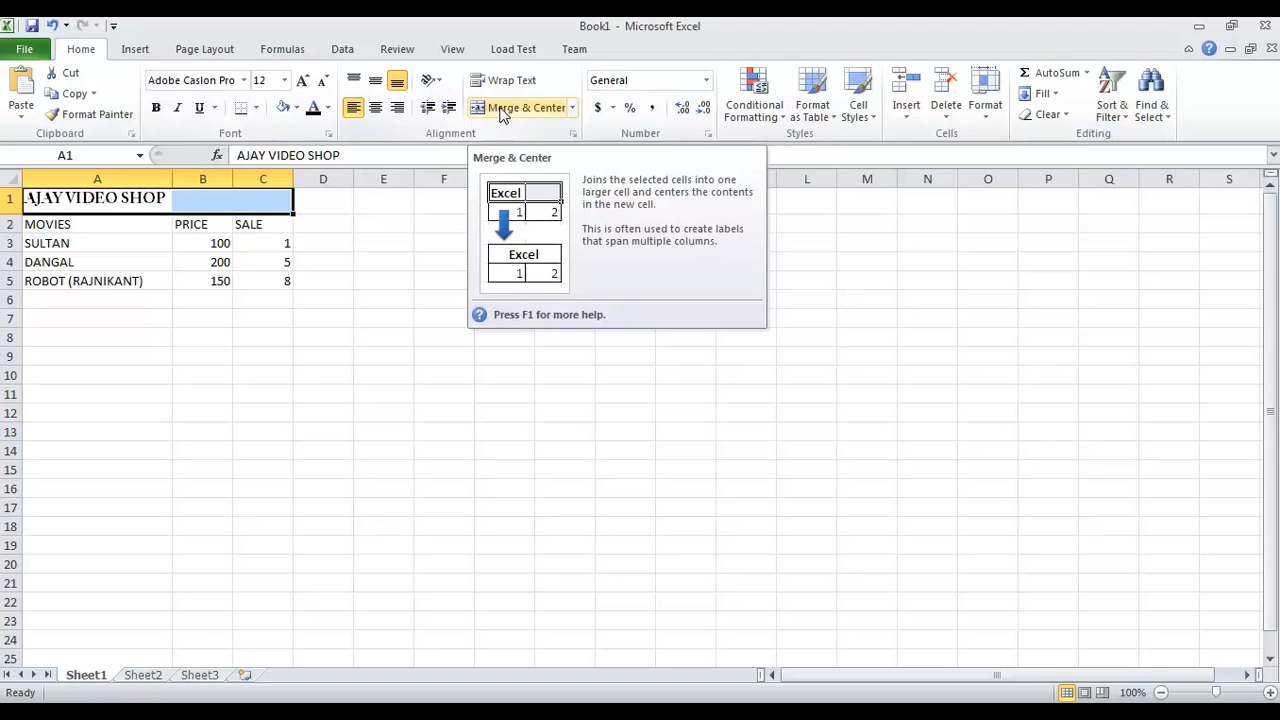 Book1 - Microsoft Excel
File Home Insert Page Layout Formulas Data Review View Load Test Team
Paste
Cut
Copy
Format Painter
Clipboard
Adobe Caslon Pro 12
B I U A
Font
Wrap Text
Merge & Center
Alignment
General
$ % ,
Number
Conditional Formatting
Format as Table
Cell Styles
Styles
Insert
Delete
Format
Cells
Σ AutoSum
Fill
Clear
Sort & Filter
Find & Select
Editing
A1 fx AJAY VIDEO SHOP
A B C D E F L M N O P Q R S
1 AJAY VIDEO SHOP
2 MOVIES PRICE SALE
3 SULTAN 100 1
4 DANGAL 200 5
5 ROBOT (RAJNIKANT) 150 8
6
7
8
9
10
11
12
13
14
15
16
17
18
19
20
21
22
23
24
25
Merge & Center
Excel
1 2
Excel
1 2
Joins the selected cells into one
larger cell and centers the contents
in the new cell.
This is often used to create labels
that span multiple columns.
Press F1 for more help.
Sheet1 Sheet2 Sheet3
Ready 100%